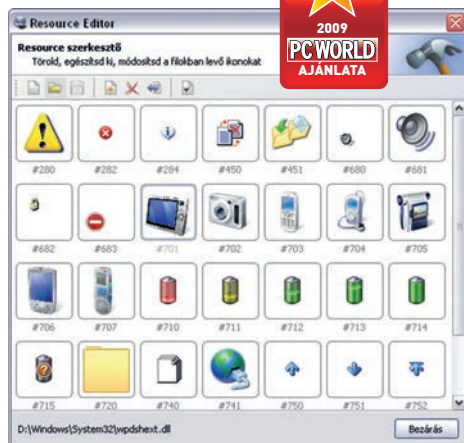 Resource Editor
2009
PC WORLD
AJÁNLATA
Resource szerkesztő
Töröld, egészítsd ki, módosítsd a filokban levő ikonokat
#280 #282 #284 #450 #451 #680 #681
#682 #683 #701 #702 #703 #704 #705
#706 #707 #710 #711 #712 #713 #714
#715 #720 #740 #741 #750 #751 #752
D:\Windows\System32\wpdshext.dll
Bezárás